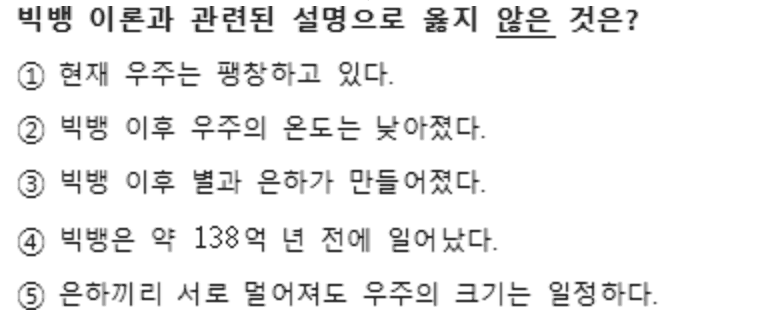 빅뱅 이론과 관련된 설명으로 옳지 않은 것은?
① 현재 우주는 팽창하고 있다.
② 빅뱅 이후 우주의 온도는 낮아졌다.
③ 빅뱅 이후 별과 은하가 만들어졌다.
④ 빅뱅은 약 138억 년 전에 일어났다.
⑤ 은하끼리 서로 멀어져도 우주의 크기는 일정하다.